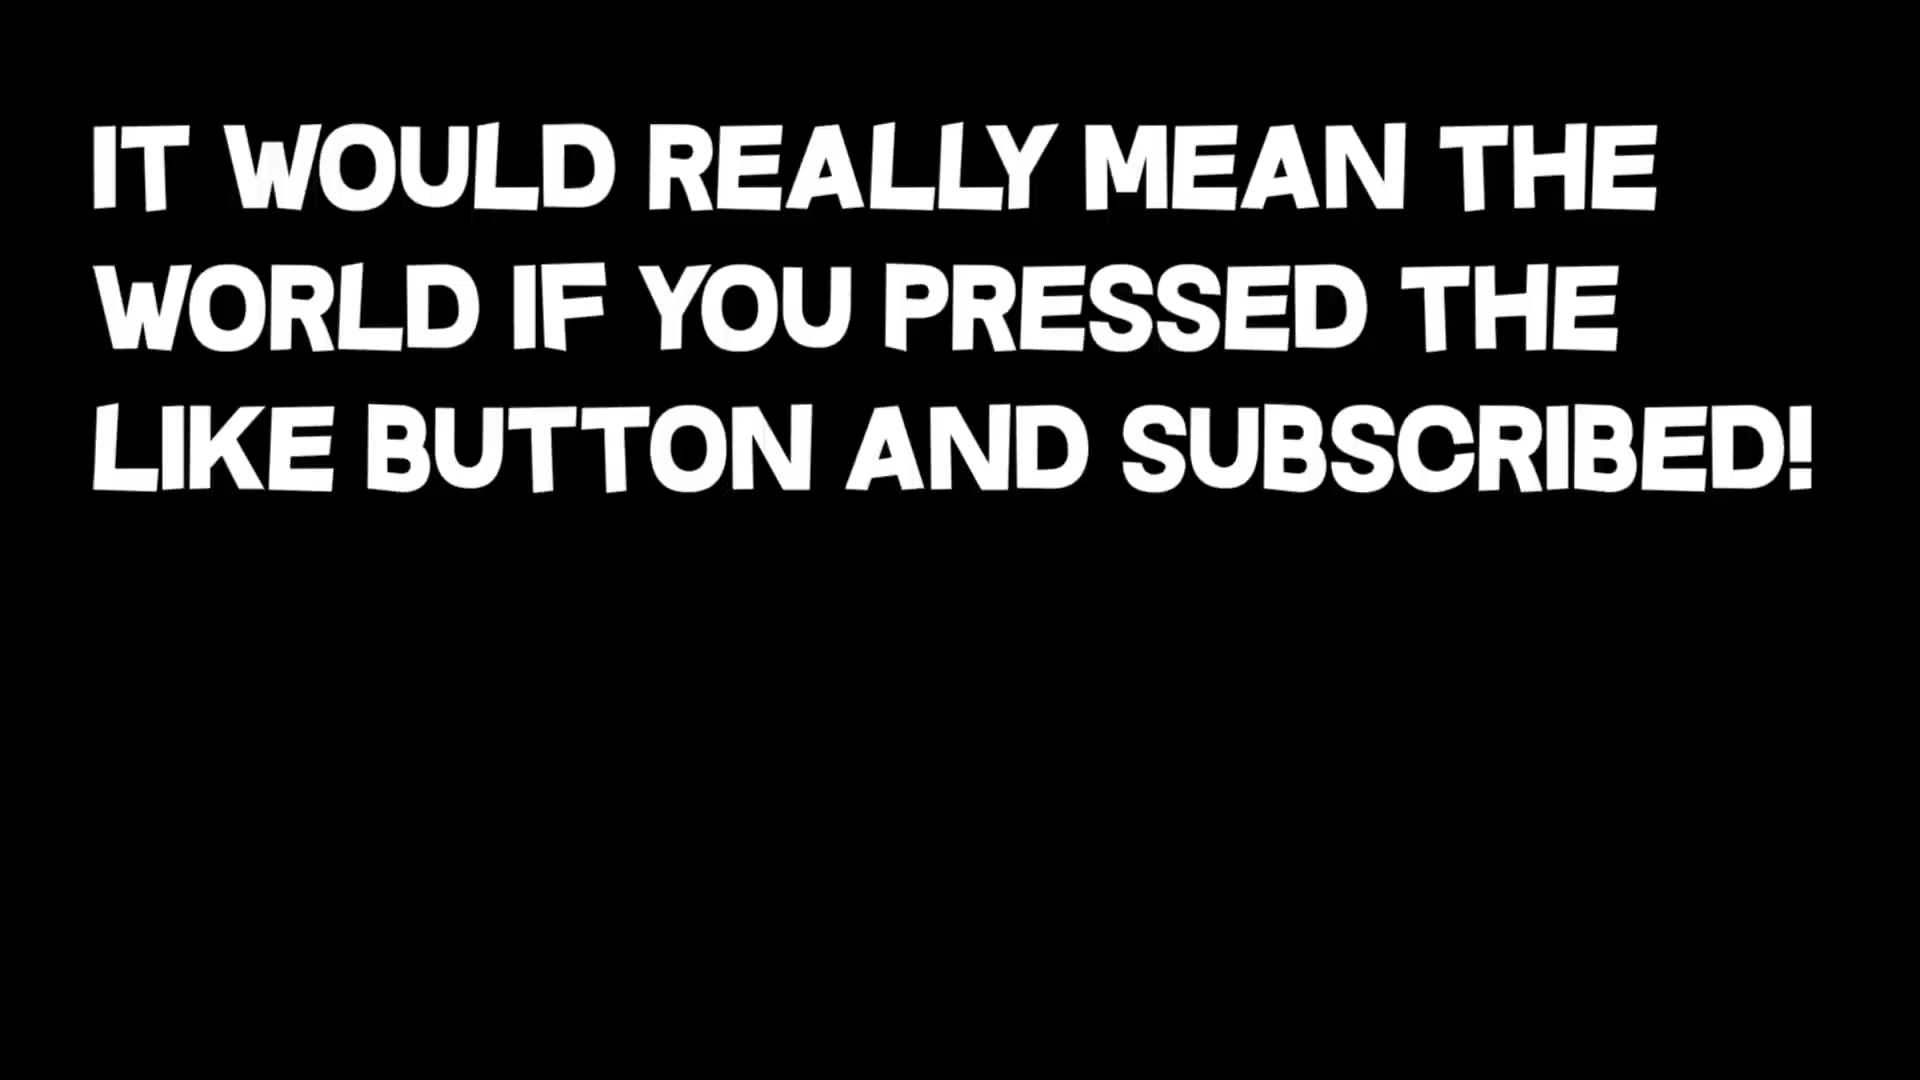 IT WOULD REALLY MEAN THE
WORLD IF YOU PRESSED THE
LIKE BUTTON AND SUBSCRIBED!